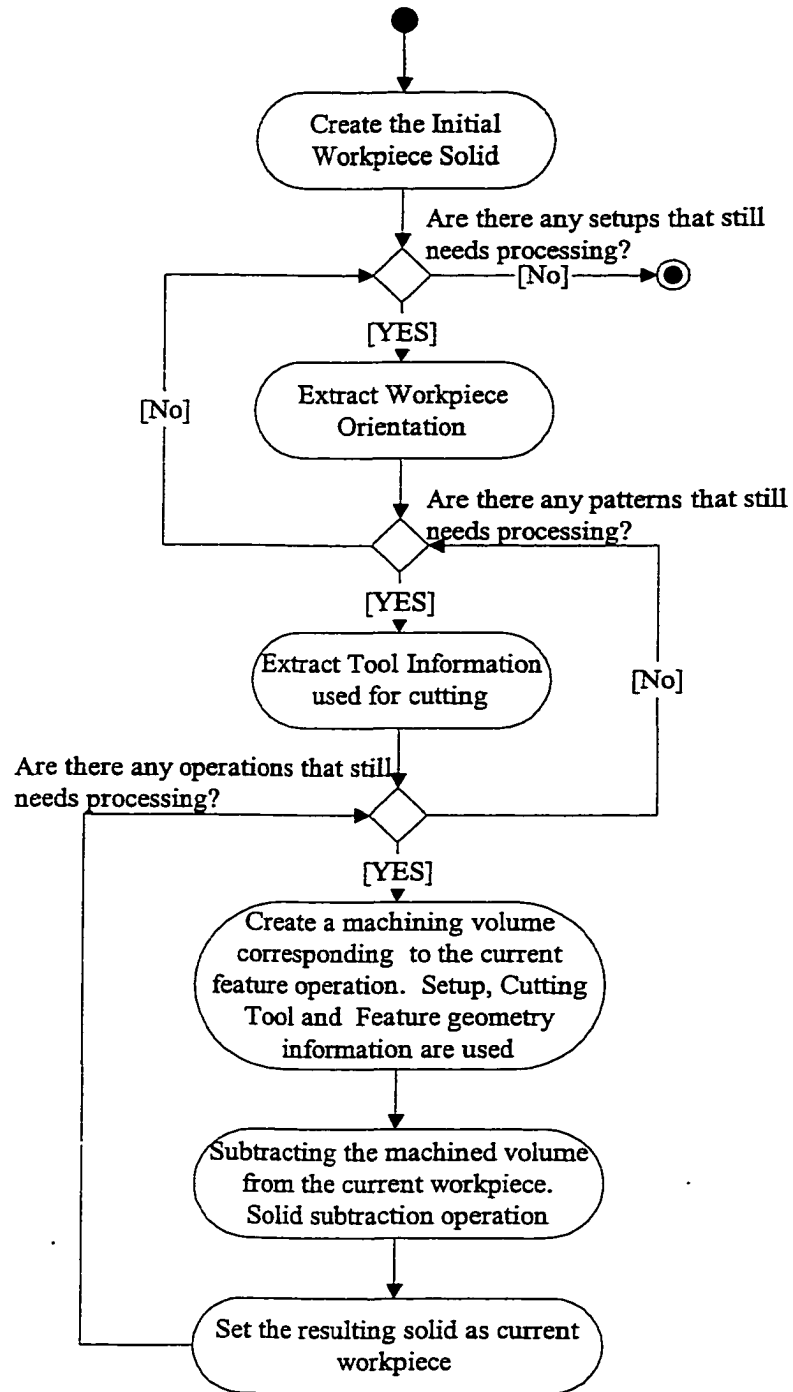 Create the Initial
Workpiece Solid
Are there any setups that still
needs processing?
[No]
[YES]
Extract Workpiece
Orientation
[No]
Are there any patterns that still
needs processing?
[YES]
Extract Tool Information
used for cutting
[No]
Are there any operations that still
needs processing?
[YES]
Create a machining volume
corresponding to the current
feature operation. Setup, Cutting
Tool and Feature geometry
information are used
Subtracting the machined volume
from the current workpiece.
Solid subtraction operation
Set the resulting solid as current
workpiece